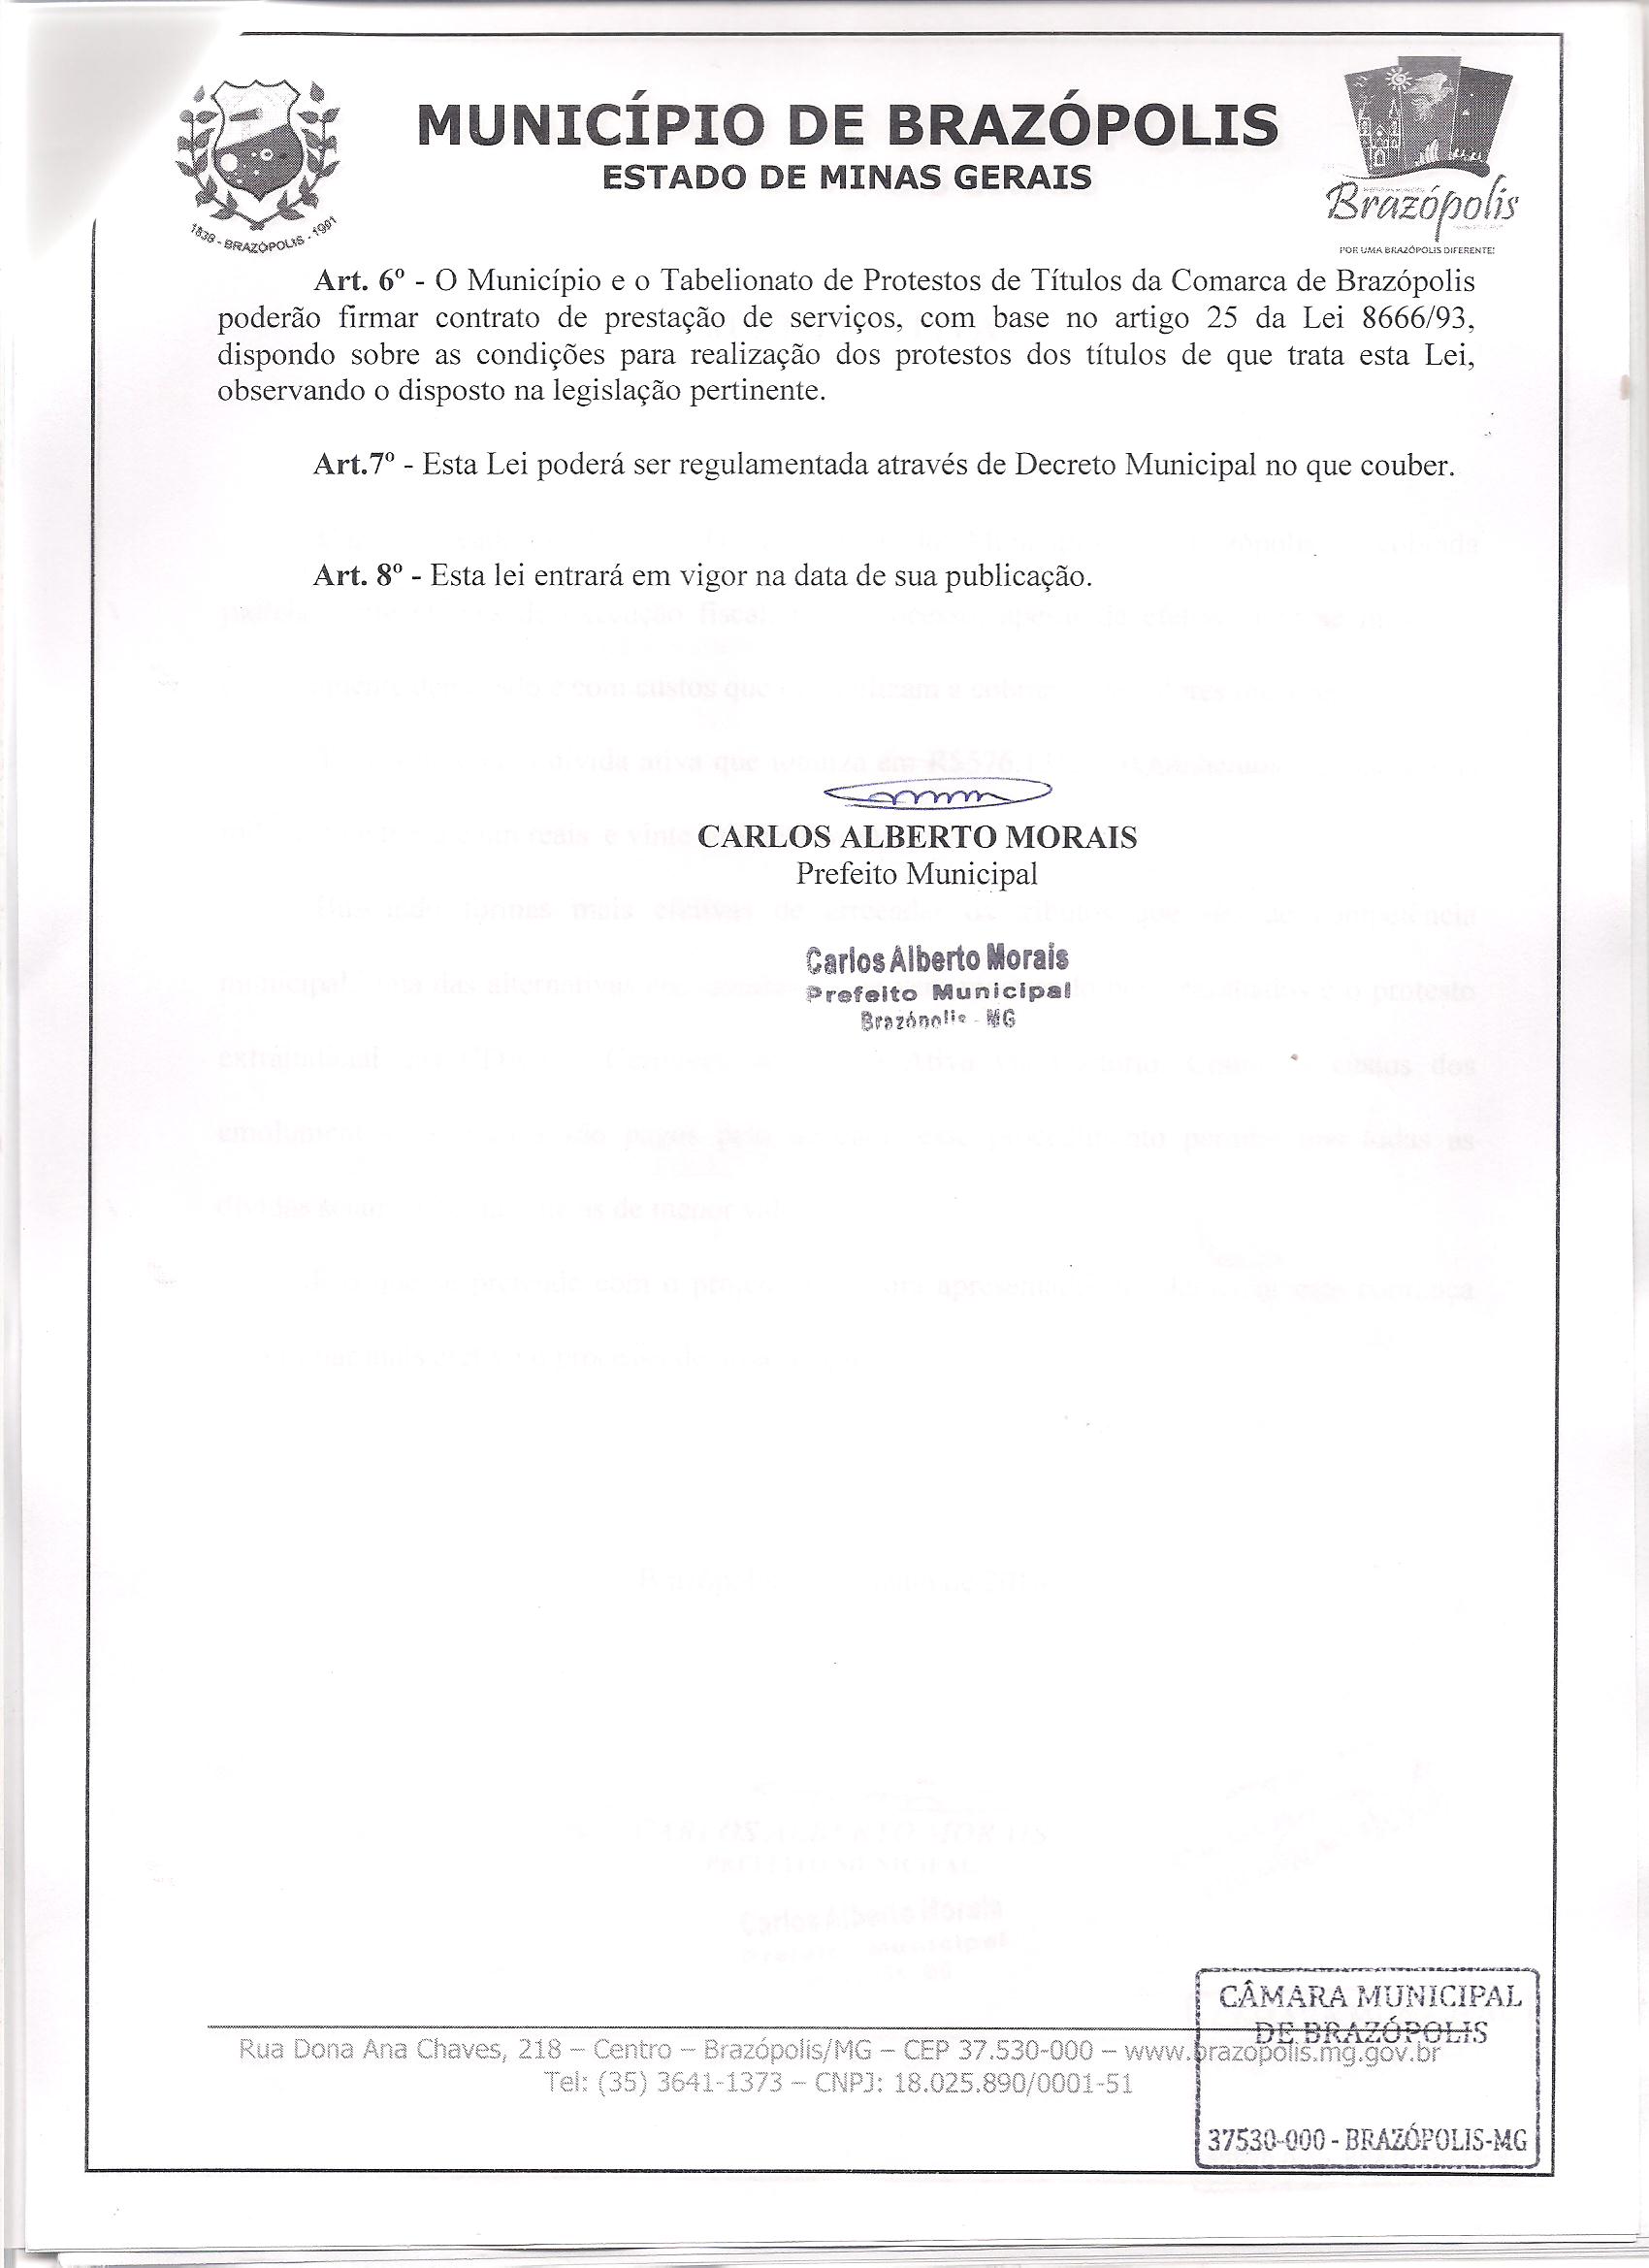 MUNICÍPIO DE BRAZÓPOLIS
ESTADO DE MINAS GERAIS
1838 - BRAZÓPOLIS - 1901
Brazópolis
POR UMA BRAZÓPOLIS DIFERENTE!
Art. 6º - O Município e o Tabelionato de Protestos de Títulos da Comarca de Brazópolis
poderão firmar contrato de prestação de serviços, com base no artigo 25 da Lei 8666/93,
dispondo sobre as condições para realização dos protestos dos títulos de que trata esta Lei,
observando o disposto na legislação pertinente.
Art.7º - Esta Lei poderá ser regulamentada através de Decreto Municipal no que couber.
Art. 8º - Esta lei entrará em vigor na data de sua publicação.
CARLOS ALBERTO MORAIS
Prefeito Municipal
Carlos Alberto Morais
Prefeito Municipal
Brazópolis - MG
CÂMARA MUNICIPAL
DE BRAZÓPOLIS
Rua Dona Ana Chaves, 218 – Centro – Brazópolis/MG – CEP 37.530-000 – www.brazopolis.mg.gov.br
Tel: (35) 3641-1373 – CNPJ: 18.025.890/0001-51
37530-000 - BRAZÓPOLIS-MG